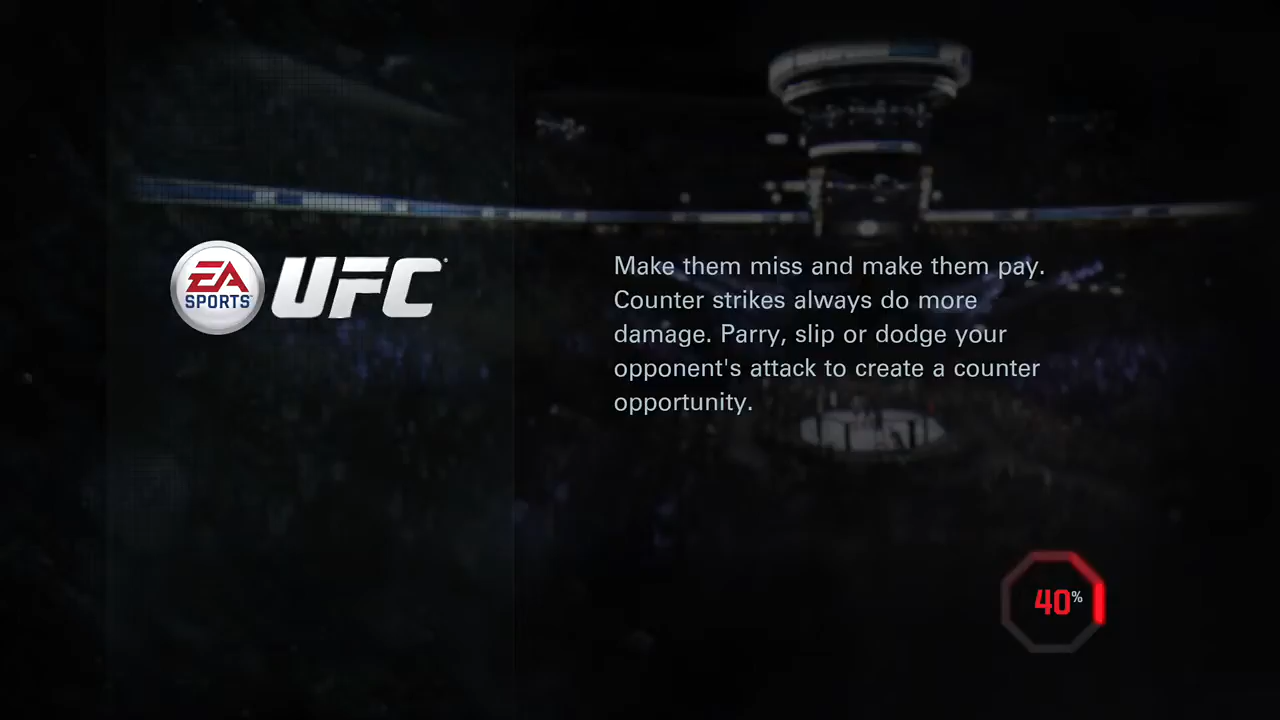 EA
SPORTS
UFC
Make them miss and make them pay.
Counter strikes always do more
damage. Parry, slip or dodge your
opponent's attack to create a counter
opportunity.
40%